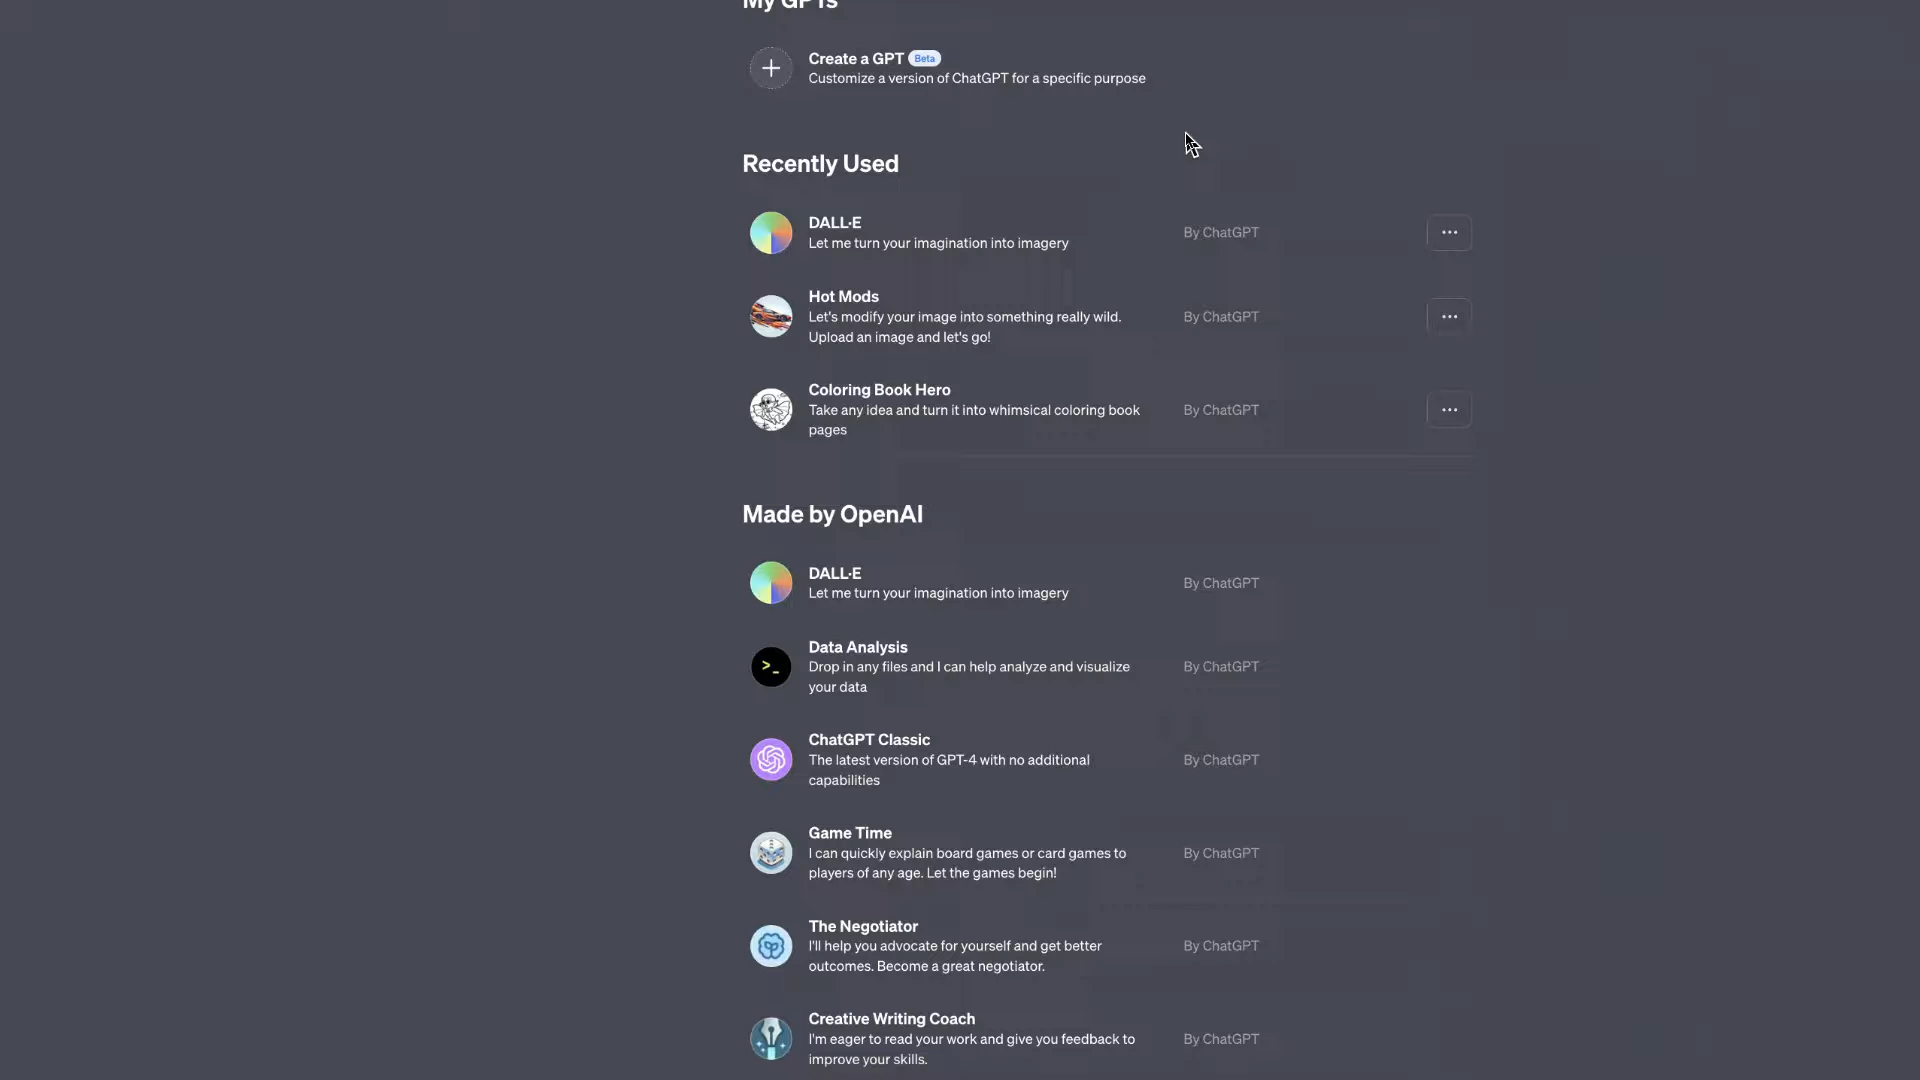 My GPTs
Create a GPT Beta
Customize a version of ChatGPT for a specific purpose
Recently Used
DALL·E
Let me turn your imagination into imagery
By ChatGPT
Hot Mods
Let's modify your image into something really wild.
Upload an image and let's go!
By ChatGPT
Coloring Book Hero
Take any idea and turn it into whimsical coloring book
pages
By ChatGPT
Made by OpenAI
DALL·E
Let me turn your imagination into imagery
By ChatGPT
Data Analysis
Drop in any files and I can help analyze and visualize
your data
By ChatGPT
ChatGPT Classic
The latest version of GPT-4 with no additional
capabilities
By ChatGPT
Game Time
I can quickly explain board games or card games to
players of any age. Let the games begin!
By ChatGPT
The Negotiator
I'll help you advocate for yourself and get better
outcomes. Become a great negotiator.
By ChatGPT
Creative Writing Coach
I'm eager to read your work and give you feedback to
improve your skills.
By ChatGPT